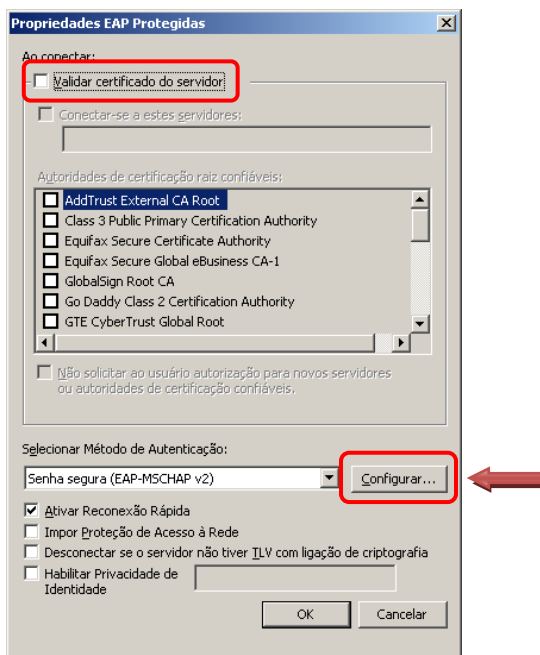 Propriedades EAP Protegidas
Ao conectar:
Validar certificado do servidor
Conectar-se a estes servidores:
Autoridades de certificação raiz confiáveis:
AddTrust External CA Root
Class 3 Public Primary Certification Authority
Equifax Secure Certificate Authority
Equifax Secure Global eBusiness CA-1
GlobalSign Root CA
Go Daddy Class 2 Certification Authority
GTE CyberTrust Global Root
Não solicitar ao usuário autorização para novos servidores
ou autoridades de certificação confiáveis.
Selecionar Método de Autenticação:
Senha segura (EAP-MSCHAP v2)
Configurar...
Ativar Reconexão Rápida
Impor Proteção de Acesso à Rede
Desconectar se o servidor não tiver TLV com ligação de criptografia
Habilitar Privacidade de
Identidade
OK
Cancelar